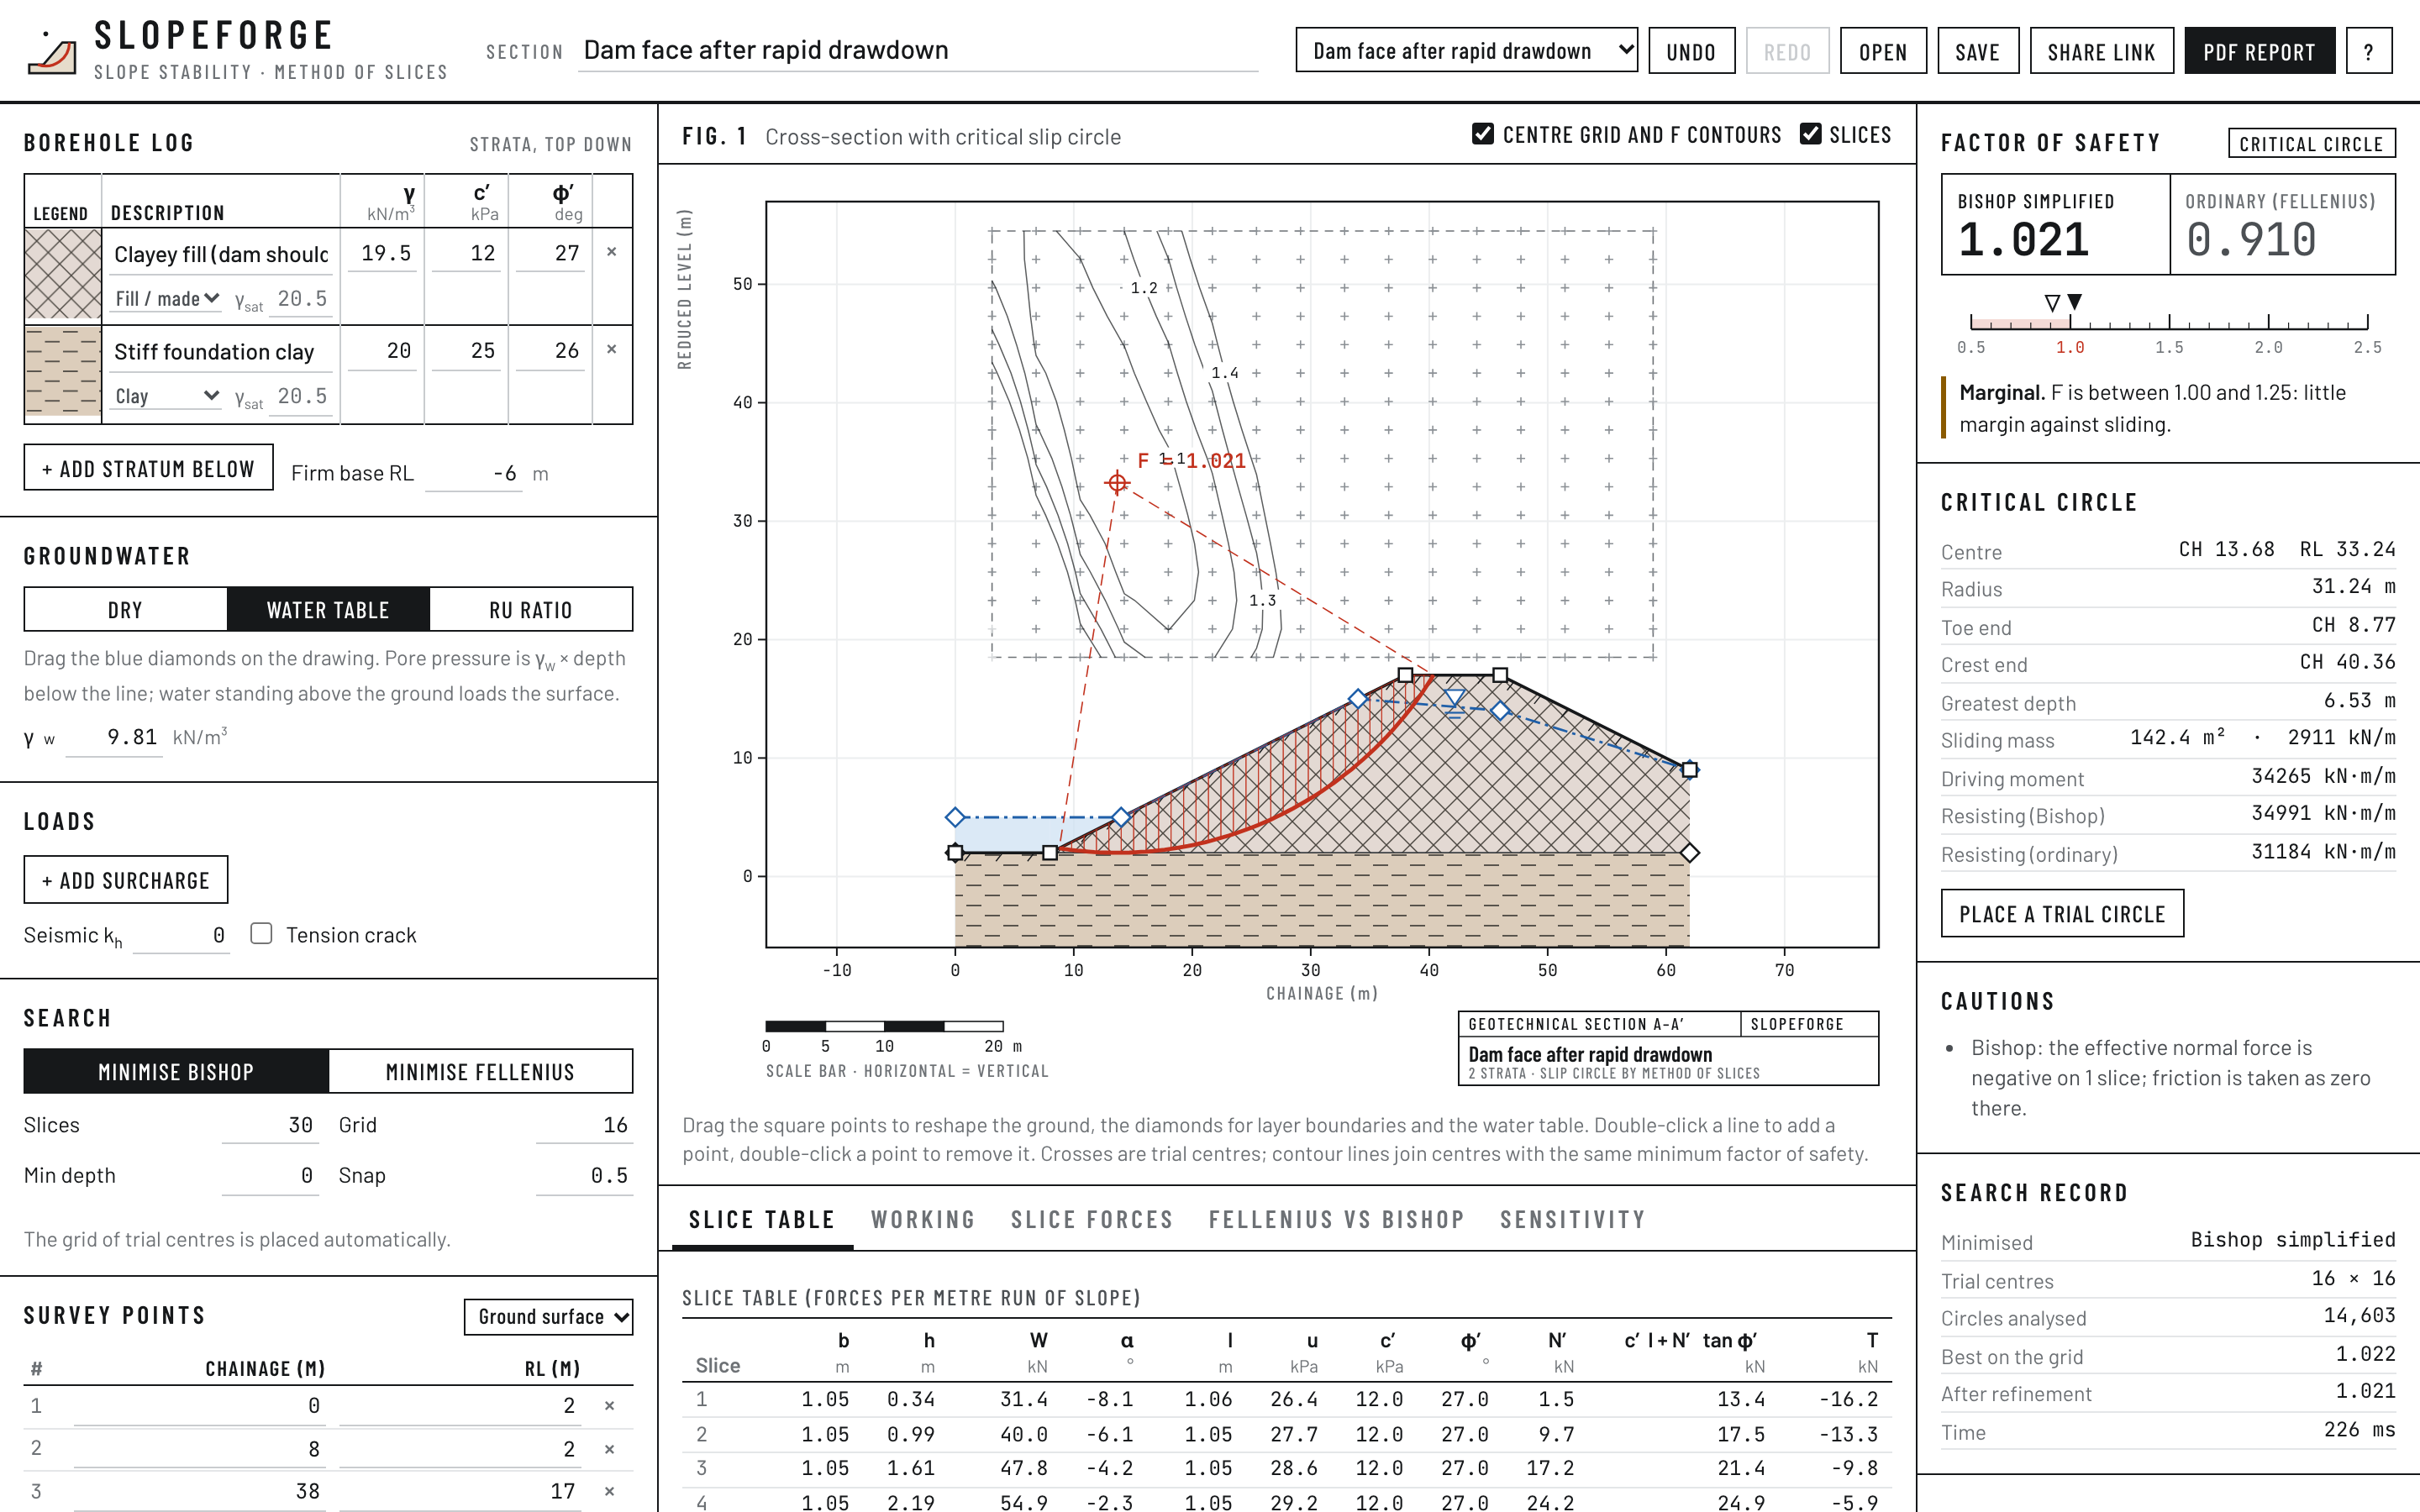 SLOPEFORGE
SLOPE STABILITY · METHOD OF SLICES
SECTION Dam face after rapid drawdown
Dam face after rapid drawdown
UNDO REDO OPEN SAVE SHARE LINK PDF REPORT ?
BOREHOLE LOG STRATA, TOP DOWN
LEGEND DESCRIPTION γ kN/m³ c′ kPa ϕ′ deg
Clayey fill (dam should 19.5 12 27 ×
Fill / made γsat 20.5
Stiff foundation clay 20 25 26 ×
Clay γsat 20.5
+ ADD STRATUM BELOW Firm base RL -6 m
GROUNDWATER
DRY WATER TABLE RU RATIO
Drag the blue diamonds on the drawing. Pore pressure is γw × depth
below the line; water standing above the ground loads the surface.
γ w 9.81 kN/m³
LOADS
+ ADD SURCHARGE
Seismic kh 0 Tension crack
SEARCH
MINIMISE BISHOP MINIMISE FELLENIUS
Slices 30 Grid 16
Min depth 0 Snap 0.5
The grid of trial centres is placed automatically.
SURVEY POINTS Ground surface
# CHAINAGE (M) RL (M)
1 0 2 ×
2 8 2 ×
3 38 17 ×
FIG. 1 Cross-section with critical slip circle
CENTRE GRID AND F CONTOURS SLICES
REDUCED LEVEL (m)
50
40
30
20
10
0
1.2
1.4
1.1
F = 1.021
1.3
-10 0 10 20 30 40 50 60 70
CHAINAGE (m)
0 5 10 20 m
SCALE BAR · HORIZONTAL = VERTICAL
GEOTECHNICAL SECTION A–A′ SLOPEFORGE
Dam face after rapid drawdown
2 STRATA · SLIP CIRCLE BY METHOD OF SLICES
Drag the square points to reshape the ground, the diamonds for layer boundaries and the water table. Double-click a line to add a
point, double-click a point to remove it. Crosses are trial centres; contour lines join centres with the same minimum factor of safety.
SLICE TABLE WORKING SLICE FORCES FELLENIUS VS BISHOP SENSITIVITY
SLICE TABLE (FORCES PER METRE RUN OF SLOPE)
b h W α l u c′ ϕ′ N′ c′ l + N′ tan ϕ′ T
Slice m m kN ° m kPa kPa ° kN kN kN
1 1.05 0.34 31.4 -8.1 1.06 26.4 12.0 27.0 1.5 13.4 -16.2
2 1.05 0.99 40.0 -6.1 1.05 27.7 12.0 27.0 9.7 17.5 -13.3
3 1.05 1.61 47.8 -4.2 1.05 28.6 12.0 27.0 17.2 21.4 -9.8
4 1.05 2.19 54.9 -2.3 1.05 29.2 12.0 27.0 24.2 24.9 -5.9
FACTOR OF SAFETY CRITICAL CIRCLE
BISHOP SIMPLIFIED ORDINARY (FELLENIUS)
1.021 0.910
0.5 1.0 1.5 2.0 2.5
Marginal. F is between 1.00 and 1.25: little
margin against sliding.
CRITICAL CIRCLE
Centre CH 13.68 RL 33.24
Radius 31.24 m
Toe end CH 8.77
Crest end CH 40.36
Greatest depth 6.53 m
Sliding mass 142.4 m² · 2911 kN/m
Driving moment 34265 kN·m/m
Resisting (Bishop) 34991 kN·m/m
Resisting (ordinary) 31184 kN·m/m
PLACE A TRIAL CIRCLE
CAUTIONS
• Bishop: the effective normal force is
negative on 1 slice; friction is taken as zero
there.
SEARCH RECORD
Minimised Bishop simplified
Trial centres 16 × 16
Circles analysed 14,603
Best on the grid 1.022
After refinement 1.021
Time 226 ms